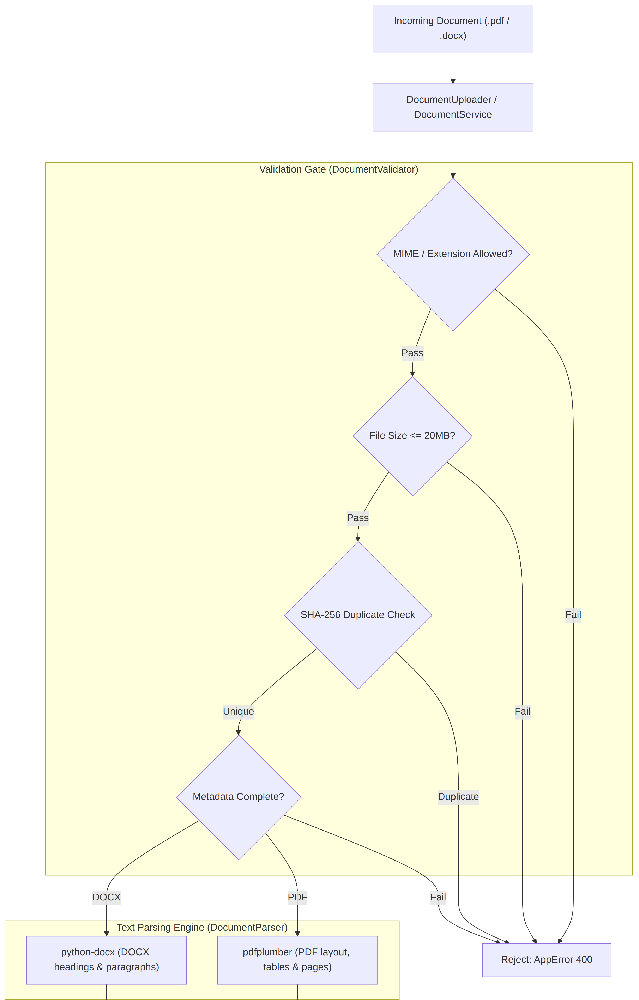 Incoming Document (.pdf /
.docx)
DocumentUploader /
DocumentService
Validation Gate (DocumentValidator)
MIME / Extension Allowed?
Pass
File Size <= 20MB?
Pass
Fail
SHA-256 Duplicate Check
Unique
Fail
Metadata Complete?
Duplicate
DOCX
PDF
Fail
Text Parsing Engine (DocumentParser)
python-docx (DOCX
headings & paragraphs)
pdfplumber (PDF layout,
tables & pages)
Reject: AppError 400